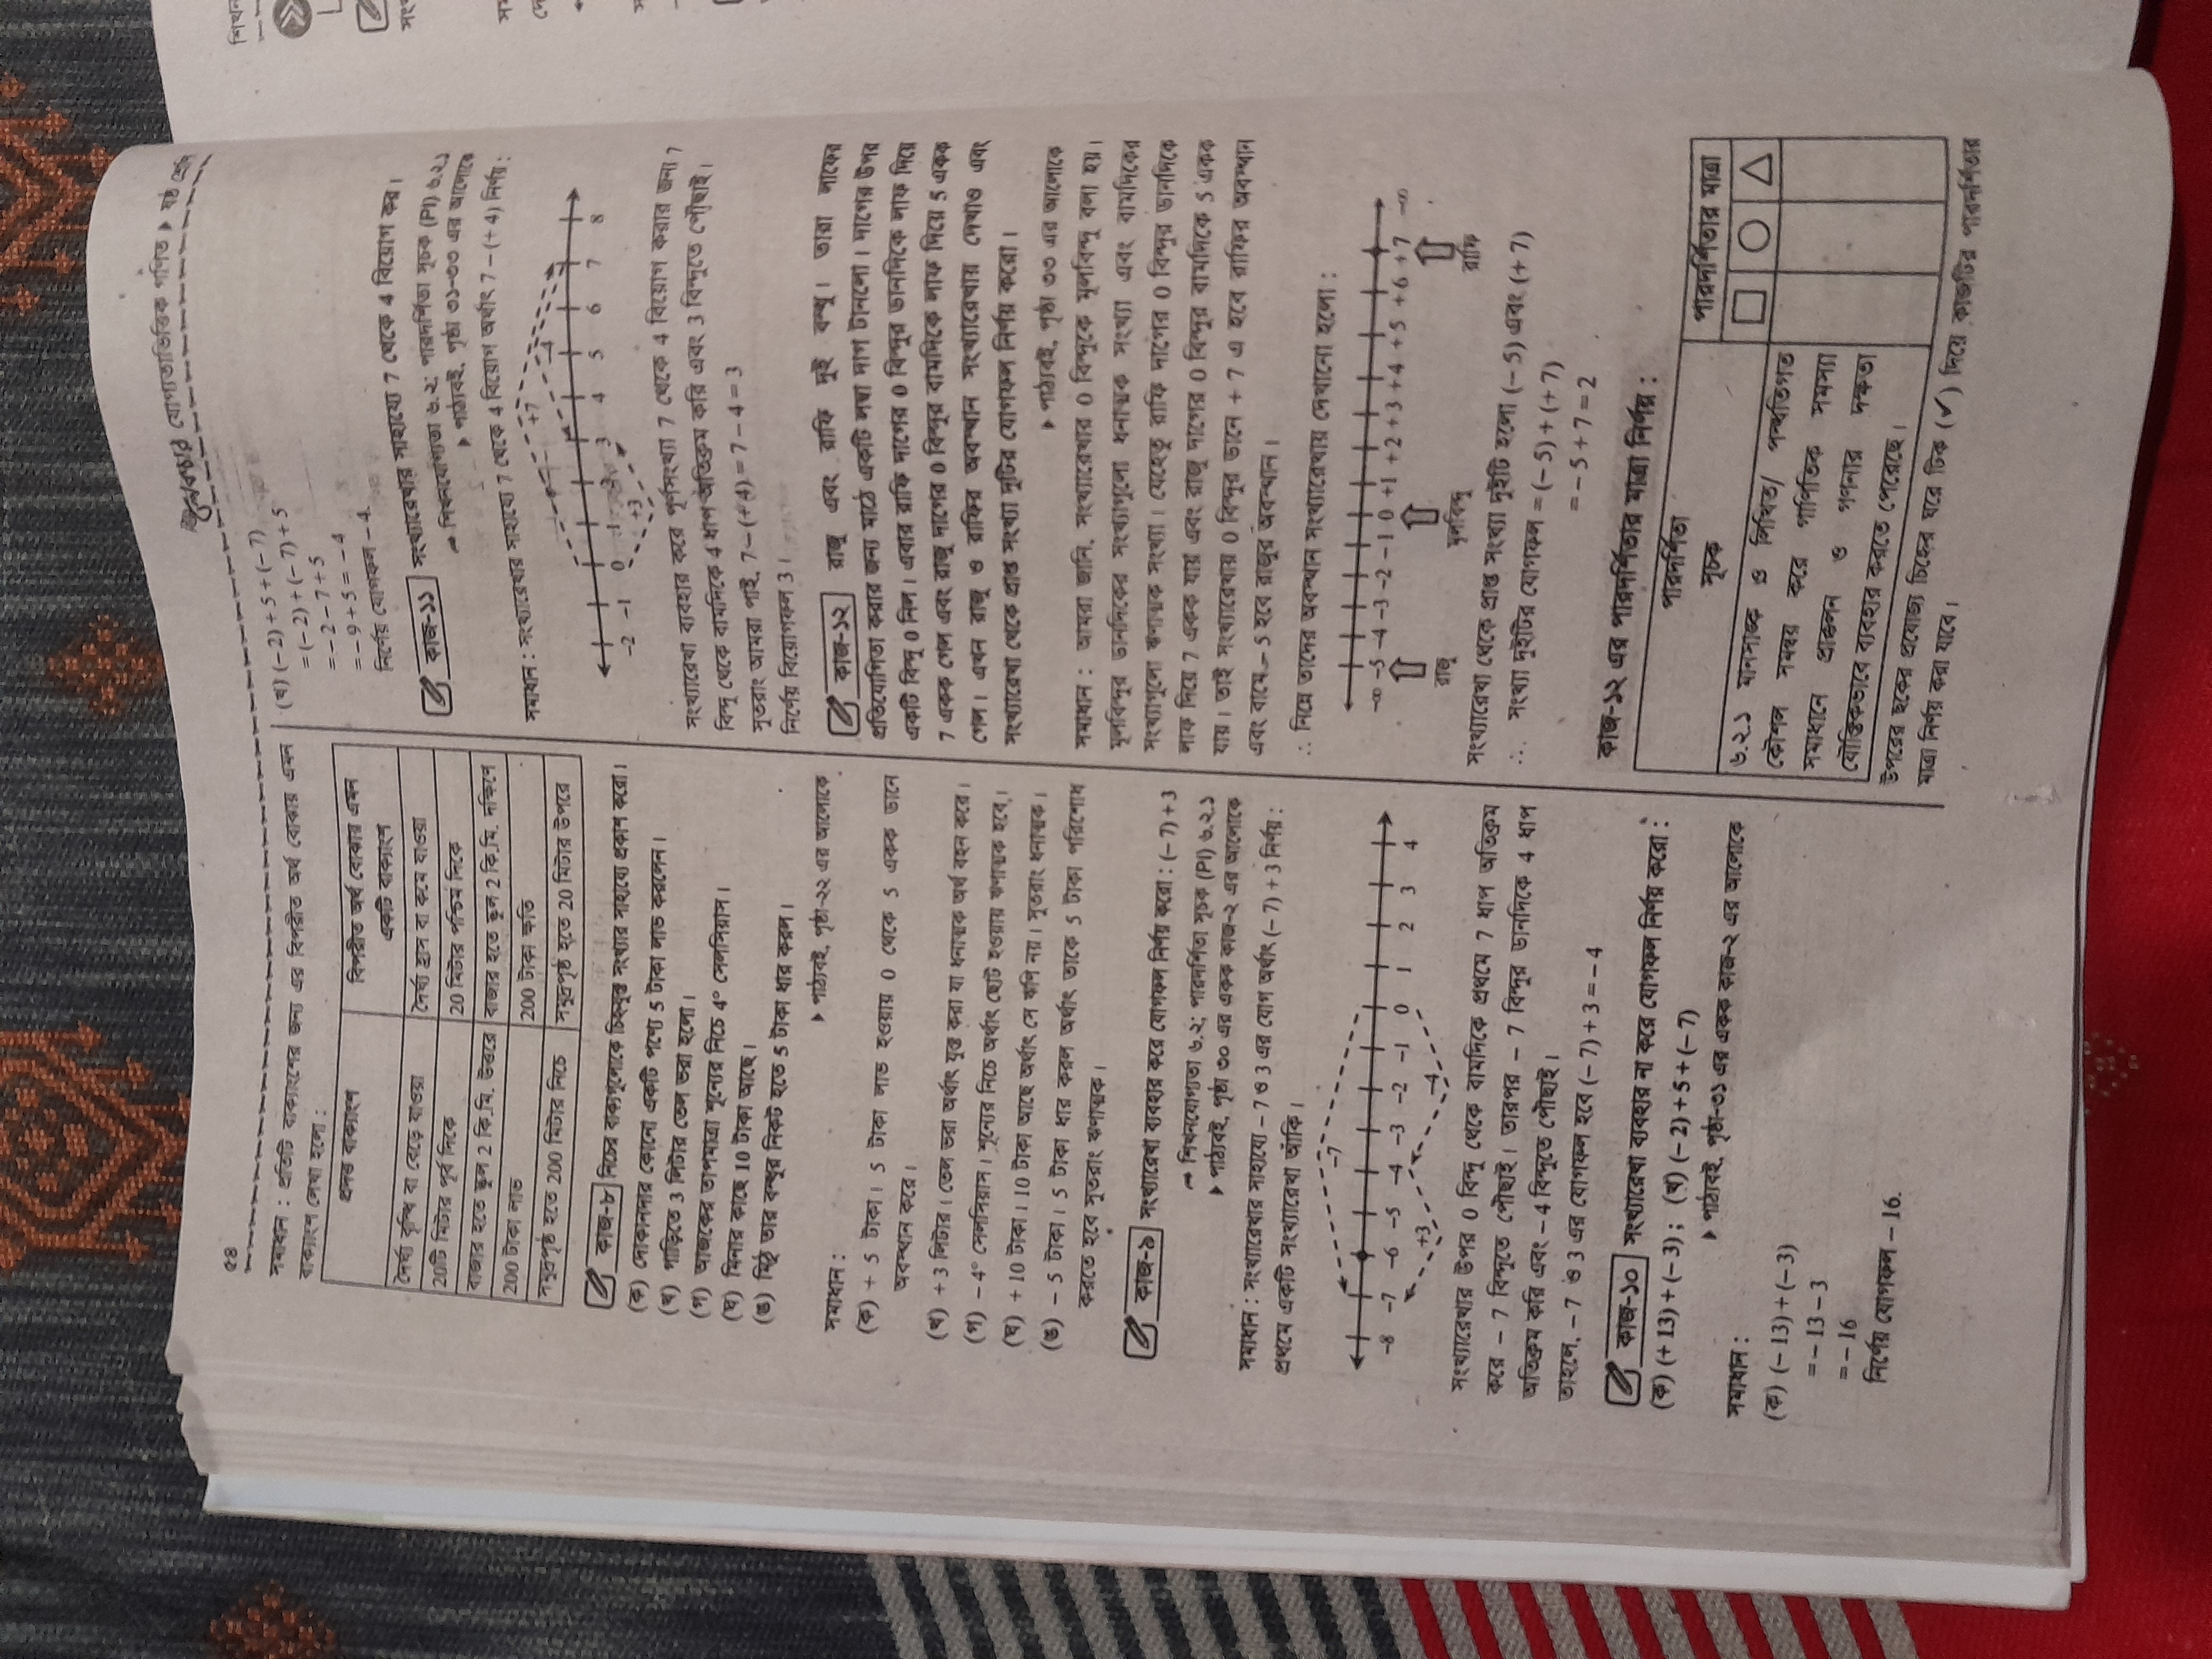 ৫৪
যোগ্যতাভিত্তিক গণিত ▶ ষষ্ঠ শ্রেণি
সমাধান : প্রতিটি বাক্যাংশের জন্য এর বিপরীত অর্থ বোঝায় এমন
বাক্যাংশ লেখা হলো :
প্রদত্ত বাক্যাংশ
বিপরীত অর্থ বোঝায় এমন
একটি বাক্যাংশ
দৈর্ঘ্য বৃদ্ধি বা বেড়ে যাওয়া
দৈর্ঘ্য হ্রাস বা কমে যাওয়া
20টি মিটার পূর্ব দিকে
20 মিটার পশ্চিম দিকে
বাজার হতে স্কুল 2 কি.মি. উত্তরে
বাজার হতে স্কুল 2 কি.মি. দক্ষিণে
200 টাকা লাভ
200 টাকা ক্ষতি
সমুদ্রপৃষ্ঠ হতে 200 মিটার নিচে
সমুদ্রপৃষ্ঠ হতে 20 মিটার উপরে
কাজ-৮ নিচের বাক্যগুলোকে চিহ্নযুক্ত সংখ্যার সাহায্যে প্রকাশ করো।
(ক) দোকানদার কোনো একটি পণ্যে 5 টাকা লাভ করলেন।
(খ) গাড়িতে 3 লিটার তেল ভরা হলো।
(গ) আজকের তাপমাত্রা শূন্যের নিচে 4° সেলসিয়াস।
(ঘ) মিনার কাছে 10 টাকা আছে।
(ঙ) মিঠু তার বন্ধুর নিকট হতে 5 টাকা ধার করল।
▶ পাঠ্যবই, পৃষ্ঠা-২২ এর আলোকে
সমাধান :
(ক) + 5 টাকা। 5 টাকা লাভ হওয়ায় 0 থেকে 5 একক ডানে
অবস্থান করে।
(খ) +3 লিটার। তেল ভরা অর্থাৎ যুক্ত করা যা ধনাত্মক অর্থ বহন করে।
(গ) – 4° সেলসিয়াস। শূন্যের নিচে অর্থাৎ ছোট হওয়ায় ঋণাত্মক হবে।
(ঘ) + 10 টাকা। 10 টাকা আছে অর্থাৎ সে ঋণি নয়। সুতরাং ধনাত্মক।
(ঙ) – 5 টাকা। 5 টাকা ধার করল অর্থাৎ তাকে 5 টাকা পরিশোধ
করতে হবে সুতরাং ঋণাত্মক।
কাজ-৯ সংখ্যারেখা ব্যবহার করে যোগফল নির্ণয় করো : (– 7) + 3
➟ শিখনযোগ্যতা ৬.২; পারদর্শিতা সূচক (PI) ৬.২.১
▶ পাঠ্যবই, পৃষ্ঠা ৩০ এর একক কাজ-২ এর আলোকে
সমাধান : সংখ্যারেখার সাহায্যে – 7 ও 3 এর যোগ অর্থাৎ (– 7) + 3 নির্ণয় :
প্রথমে একটি সংখ্যারেখা আঁকি।
–7
–8 –7 –6 –5 –4 –3 –2 –1 0 1 2 3 4
+3 –4
সংখ্যারেখার উপর 0 বিন্দু থেকে বামদিকে প্রথমে 7 ধাপ অতিক্রম
করে – 7 বিন্দুতে পৌঁছাই। তারপর – 7 বিন্দুর ডানদিকে 4 ধাপ
অতিক্রম করি এবং – 4 বিন্দুতে পৌঁছাই।
তাহলে, – 7 ও 3 এর যোগফল হবে (– 7) + 3 = – 4
কাজ-১০ সংখ্যারেখা ব্যবহার না করে যোগফল নির্ণয় করো :
(ক) (+ 13) + (– 3) ; (খ) (– 2) + 5 + (– 7)
▶ পাঠ্যবই, পৃষ্ঠা-৩১ এর একক কাজ-২ এর আলোকে
সমাধান :
(ক) (– 13) + (– 3)
= – 13 – 3
= – 16
নির্ণেয় যোগফল – 16.
(খ) (– 2) + 5 + (– 7)
= (– 2) + (– 7) + 5
= – 2 – 7 + 5
= – 9 + 5 = – 4
নির্ণেয় যোগফল – 4.
কাজ-১১ সংখ্যারেখার সাহায্যে 7 থেকে 4 বিয়োগ কর।
➟ শিখনযোগ্যতা ৬.২; পারদর্শিতা সূচক (PI) ৬.২.১
▶ পাঠ্যবই, পৃষ্ঠা ৩১-৩৩ এর আলোকে
সমাধান : সংখ্যারেখার সাহায্যে 7 থেকে 4 বিয়োগ অর্থাৎ 7 – (+ 4) নির্ণয় :
+7 –4
–2 –1 0 1 2 3 4 5 6 7 8
+3
সংখ্যারেখা ব্যবহার করে পূর্ণসংখ্যা 7 থেকে 4 বিয়োগ করার জন্য 7
বিন্দু থেকে বামদিকে 4 ধাপ অতিক্রম করি এবং 3 বিন্দুতে পৌঁছাই।
সুতরাং আমরা পাই, 7 – (+ 4) = 7 – 4 = 3
নির্ণেয় বিয়োগফল 3।
কাজ-১২ রাজু এবং রাফি দুই বন্ধু। তারা লাফের
প্রতিযোগিতা করার জন্য মাঠে একটি লম্বা দাগ টানলো। দাগের উপর
একটি বিন্দু 0 নিল। এবার রাফি দাগের 0 বিন্দুর ডানদিকে লাফ দিয়ে
7 একক গেল এবং রাজু দাগের 0 বিন্দুর বামদিকে লাফ দিয়ে 5 একক
গেল। এখন রাজু ও রাফির অবস্থান সংখ্যারেখায় দেখাও এবং
সংখ্যারেখা থেকে প্রাপ্ত সংখ্যা দুটির যোগফল নির্ণয় করো।
▶ পাঠ্যবই, পৃষ্ঠা ৩৩ এর আলোকে
সমাধান : আমরা জানি, সংখ্যারেখার 0 বিন্দুকে মূলবিন্দু বলা হয়।
মূলবিন্দুর ডানদিকের সংখ্যাগুলো ধনাত্মক সংখ্যা এবং বামদিকের
সংখ্যাগুলো ঋণাত্মক সংখ্যা। যেহেতু রাফি দাগের 0 বিন্দুর ডানদিকে
লাফ দিয়ে 7 একক যায় এবং রাজু দাগের 0 বিন্দুর বামদিকে 5 একক
যায়। তাই সংখ্যারেখায় 0 বিন্দুর ডানে + 7 এ হবে রাফির অবস্থান
এবং বামে – 5 হবে রাজুর অবস্থান।
∴ নিম্নে তাদের অবস্থান সংখ্যারেখায় দেখানো হলো :
–∞ –5 –4 –3 –2 –1 0 +1 +2 +3 +4 +5 +6 +7 –∞
রাজু মূলবিন্দু রাফি
সংখ্যারেখা থেকে প্রাপ্ত সংখ্যা দুইটি হলো (– 5) এবং (+ 7)
∴ সংখ্যা দুইটির যোগফল = (– 5) + (+ 7)
= – 5 + 7 = 2
কাজ-১২ এর পারদর্শিতার মাত্রা নির্ণয় :
পারদর্শিতা
সূচক
পারদর্শিতার মাত্রা
৬.২.১ মানসাঙ্ক ও লিখিত/ পদ্ধতিগত
কৌশল সমন্বয় করে গাণিতিক সমস্যা
সমাধানে প্রাক্কলন ও গণনার দক্ষতা
যৌক্তিকভাবে ব্যবহার করতে পেরেছে।
উপরের ছকের প্রযোজ্য চিহ্নের ঘরে টিক (✓) দিয়ে কাজটির পারদর্শিতার
মাত্রা নির্ণয় করা যাবে।